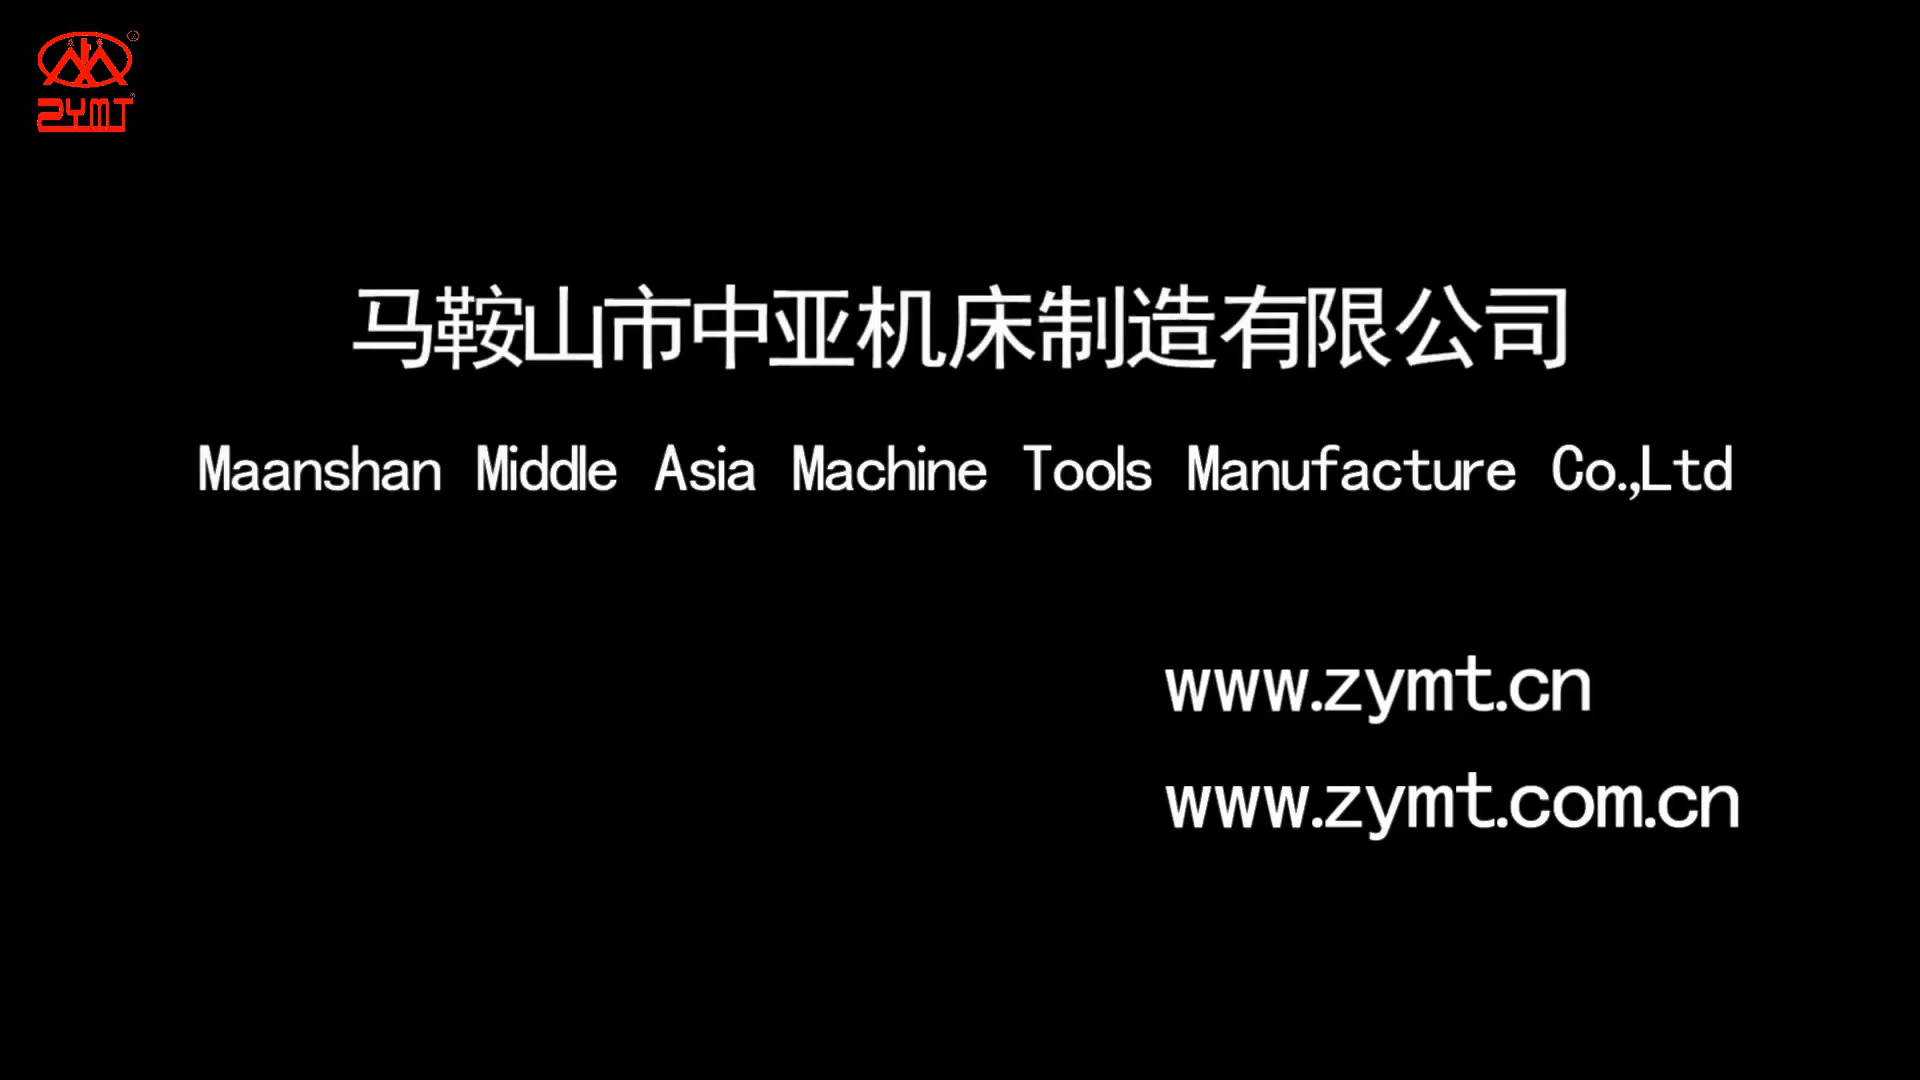 ZYMT
马鞍山市中亚机床制造有限公司
Maanshan Middle Asia Machine Tools Manufacture Co.,Ltd
www.zymt.cn
www.zymt.com.cn